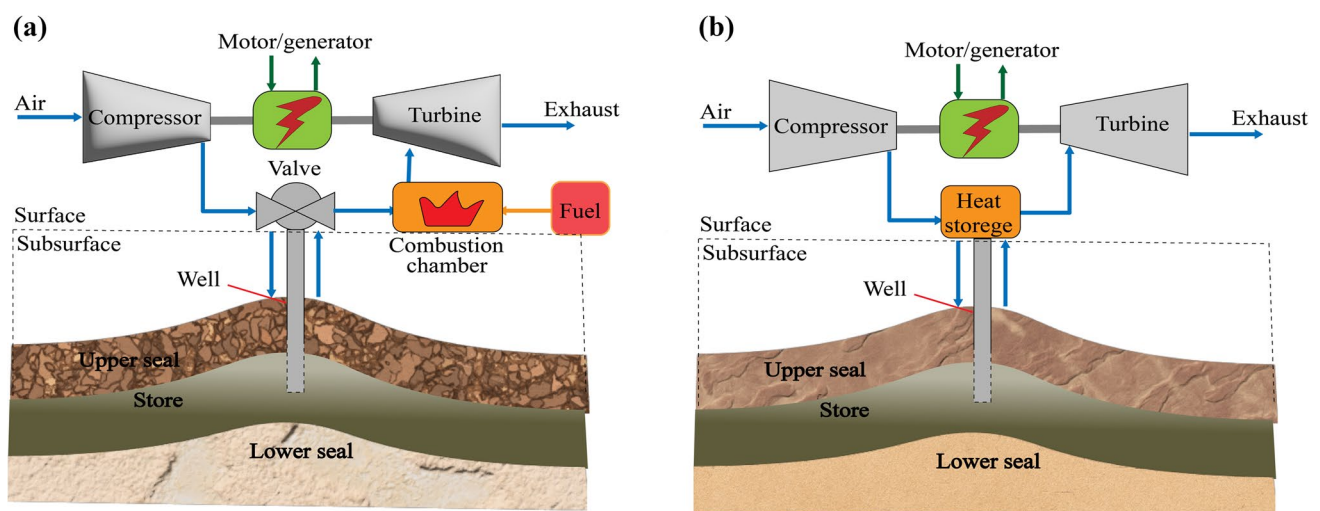 (a)
Motor/generator
Air
Compressor
Turbine
Exhaust
Valve
Fuel
Surface
Subsurface
Combustion
chamber
Well
Upper seal
Store
Lower seal
(b)
Motor/generator
Air
Compressor
Turbine
Exhaust
Heat
storege
Surface
Subsurface
Well
Upper seal
Store
Lower seal